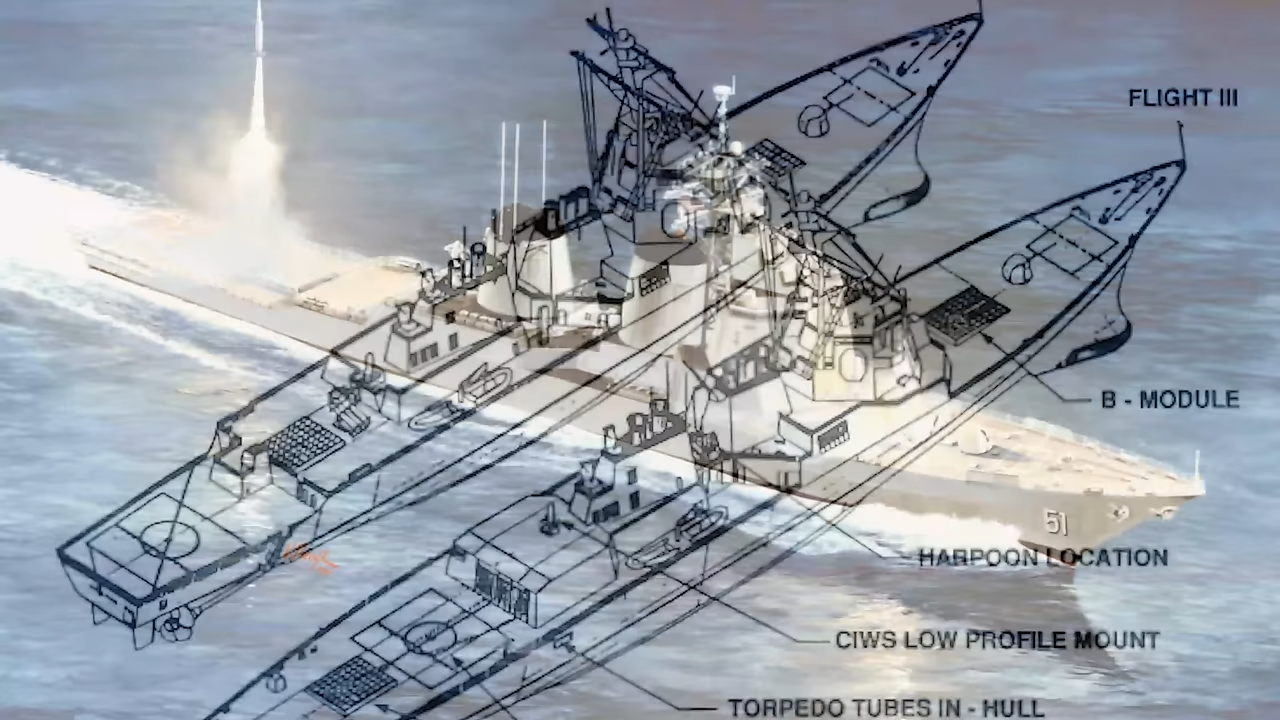 FLIGHT III
B - MODULE
51
HARPOON LOCATION
CIWS LOW PROFILE MOUNT
TORPEDO TUBES IN - HULL